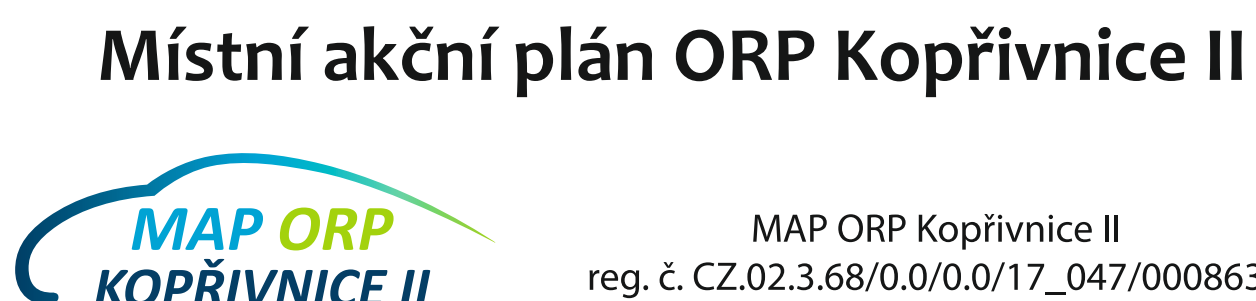 Místní akční plán ORP Kopřivnice II
MAP ORP
KOPŘIVNICE II
MAP ORP Kopřivnice II
reg. č. CZ.02.3.68/0.0/0.0/17_047/000863